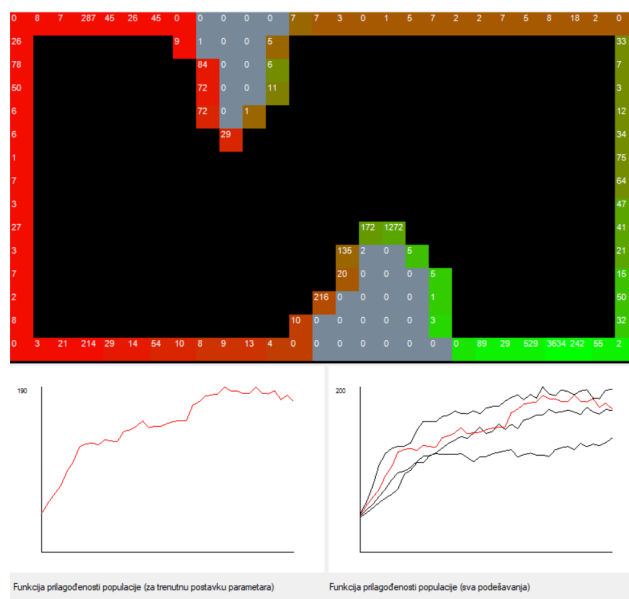 0 8 7 287 45 26 45 0 0 0 0 0 7 7 3 0 1 5 7 2 2 7 5 8 18 2 0
26 9 1 0 0 5 33
78 84 0 0 6 7
50 72 0 0 11 3
6 72 0 1 12
6 29 34
1 75
7 64
3 47
27 172 1272 41
3 135 2 0 5 21
7 20 0 0 0 5 15
2 216 0 0 0 0 1 50
8 10 0 0 0 0 0 3 32
0 3 21 214 29 14 54 10 8 9 13 4 0 0 0 0 0 0 0 0 89 29 529 3634 242 55 2
190
200
Funkcija prilagođenosti populacije (za trenutnu postavku parametara)
Funkcija prilagođenosti populacije (sva podešavanja)